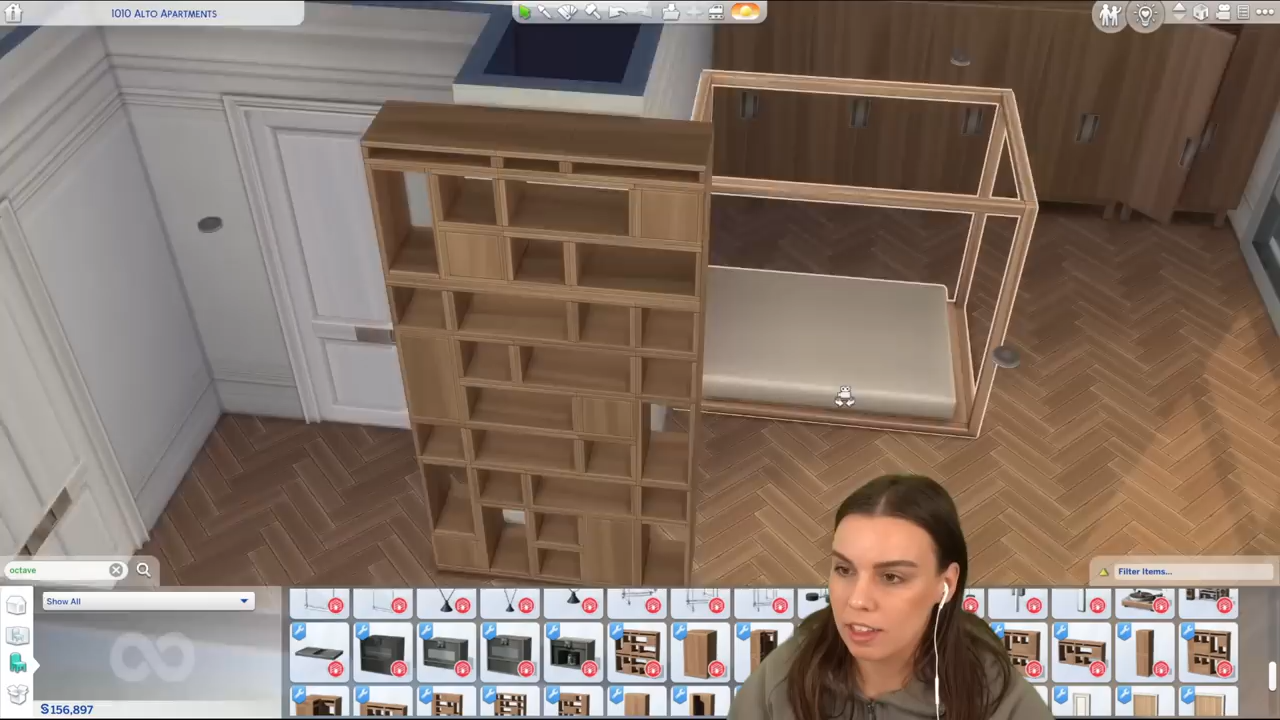 1010 ALTO APARTMENTS
octave
Filter Items...
Show All
§156,897